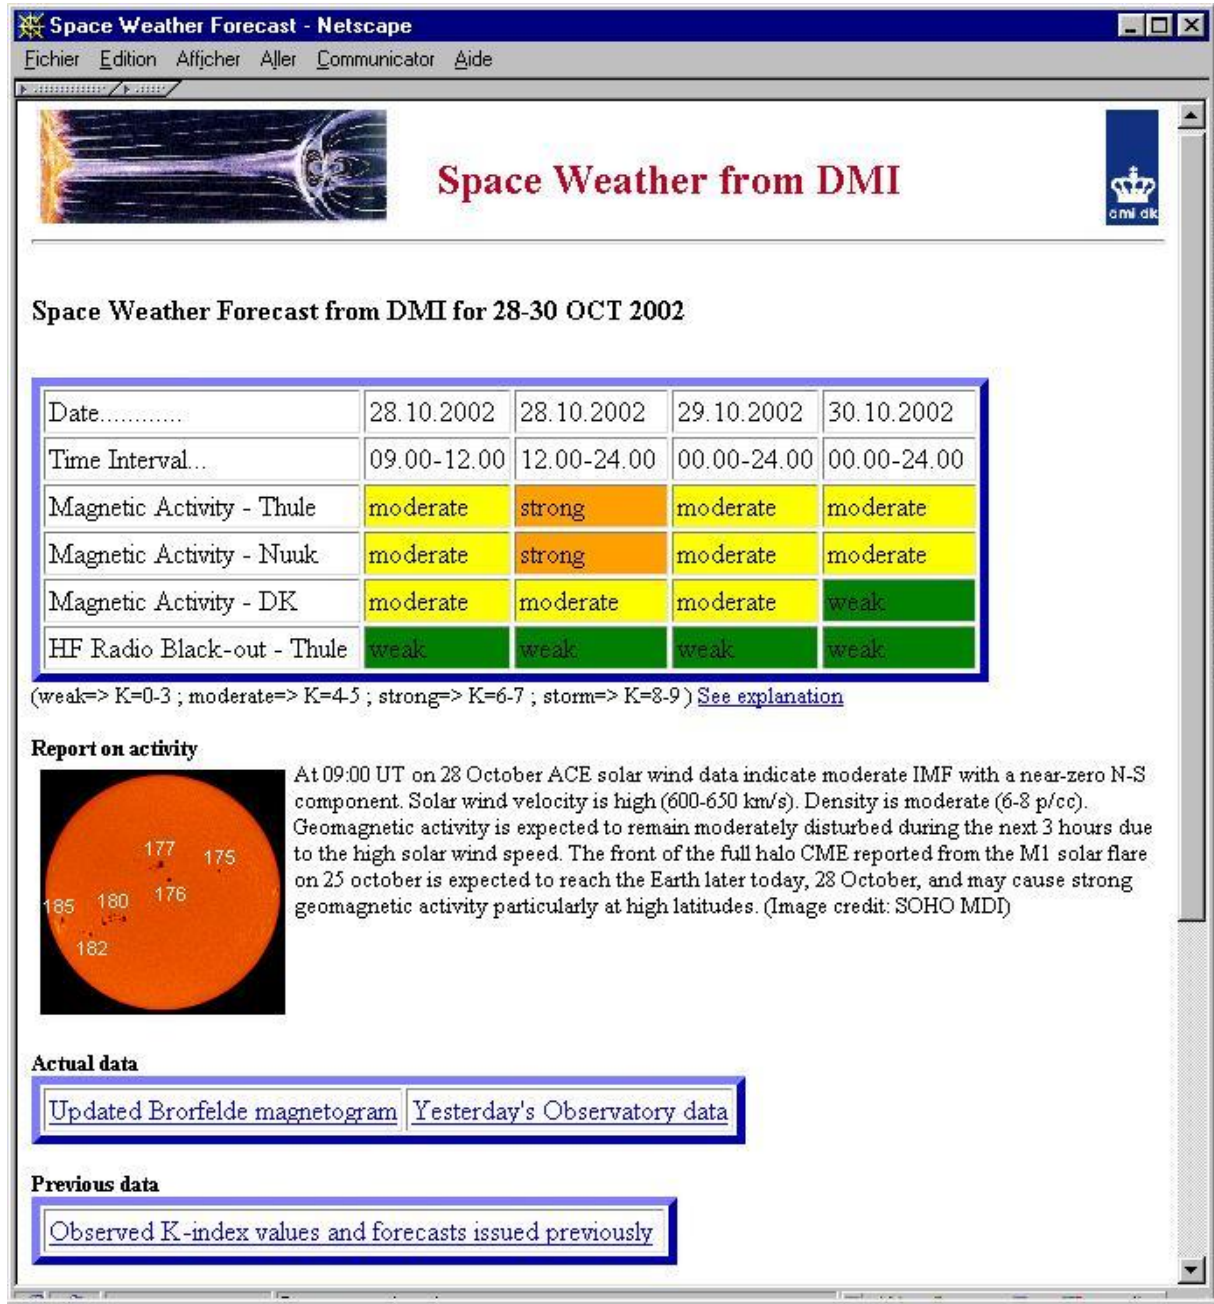 Space Weather Forecast - Netscape
Fichier Edition Afficher Aller Communicator Aide
Space Weather from DMI
dmi dk
Space Weather Forecast from DMI for 28-30 OCT 2002
Date............ 28.10.2002 28.10.2002 29.10.2002 30.10.2002
Time Interval... 09.00-12.00 12.00-24.00 00.00-24.00 00.00-24.00
Magnetic Activity - Thule moderate strong moderate moderate
Magnetic Activity - Nuuk moderate strong moderate moderate
Magnetic Activity - DK moderate moderate moderate weak
HF Radio Black-out - Thule weak weak weak weak
(weak=> K=0-3 ; moderate=> K=4-5 ; strong=> K=6-7 ; storm=> K=8-9 ) See explanation
Report on activity
At 09:00 UT on 28 October ACE solar wind data indicate moderate IMF with a near-zero N-S
component. Solar wind velocity is high (600-650 km/s). Density is moderate (6-8 p/cc).
Geomagnetic activity is expected to remain moderately disturbed during the next 3 hours due
to the high solar wind speed. The front of the full halo CME reported from the M1 solar flare
on 25 october is expected to reach the Earth later today, 28 October, and may cause strong
geomagnetic activity particularly at high latitudes. (Image credit: SOHO MDI)
177 175
185 180 176
182
Actual data
Updated Brorfelde magnetogram Yesterday's Observatory data
Previous data
Observed K-index values and forecasts issued previously